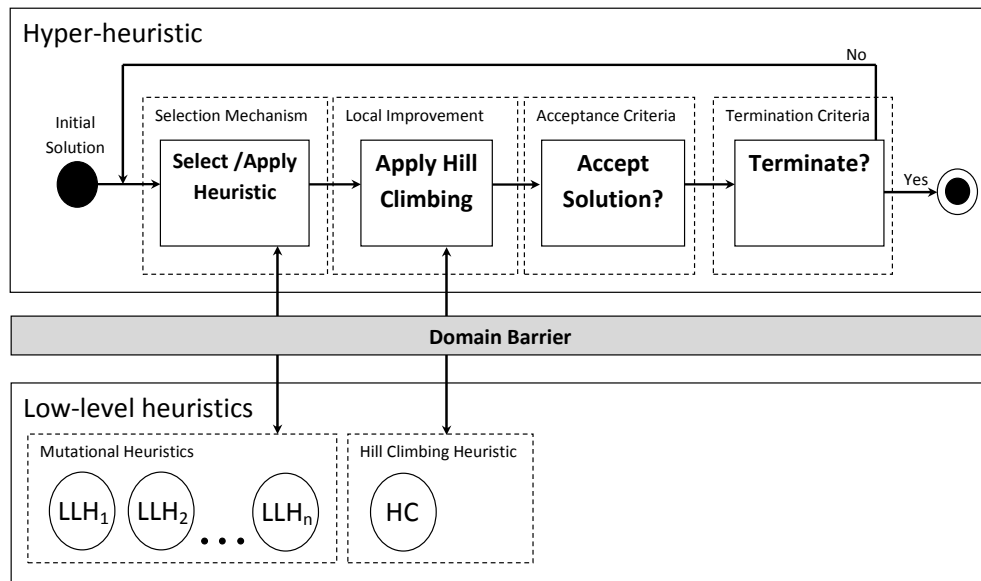 Hyper-heuristic
No
Initial
Solution
Selection Mechanism
Select /Apply
Heuristic
Local Improvement
Apply Hill
Climbing
Acceptance Criteria
Accept
Solution?
Termination Criteria
Terminate?
Yes
Domain Barrier
Low-level heuristics
Mutational Heuristics
LLH1
LLH2
...
LLHn
Hill Climbing Heuristic
HC